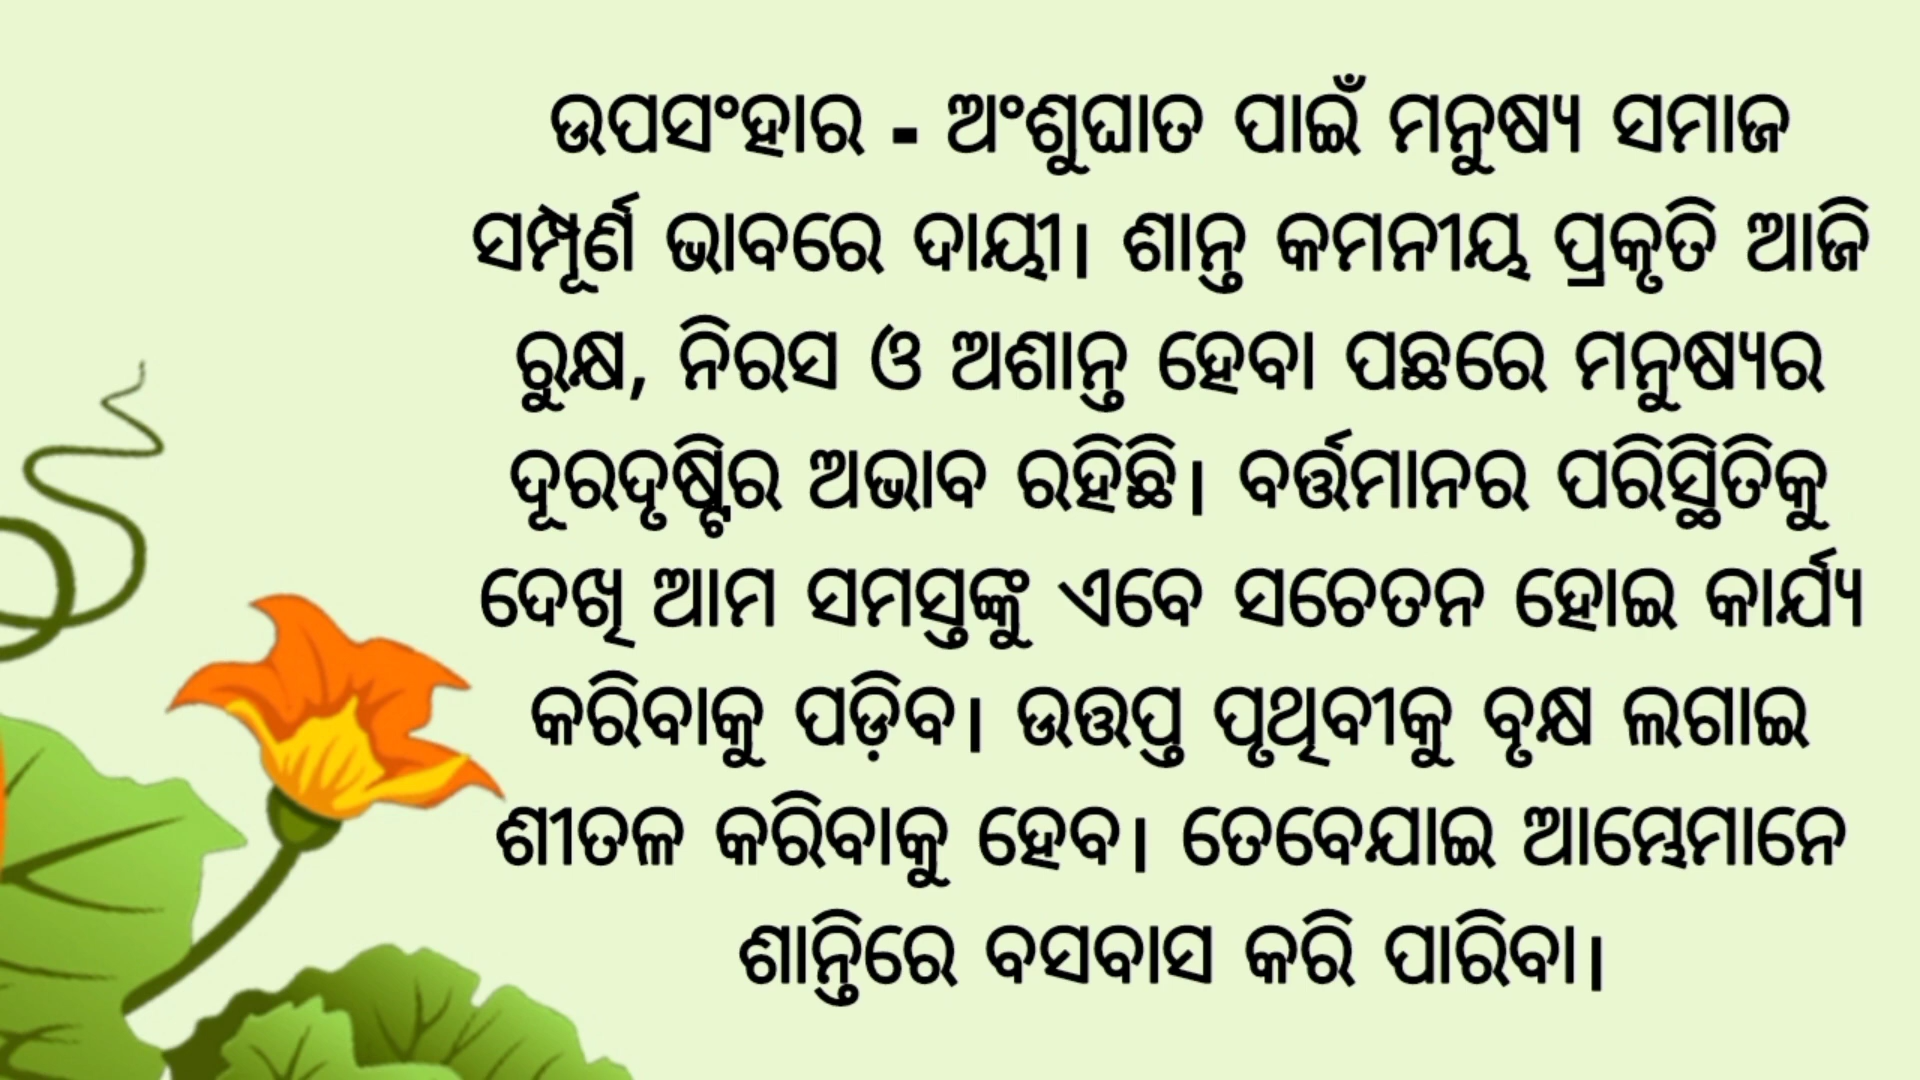 ଉପସଂହାର - ଅଂଶୁଘାତ ପାଇଁ ମନୁଷ୍ୟ ସମାଜ
ସମ୍ପୂର୍ଣ ଭାବରେ ଦାୟୀ। ଶାନ୍ତ କମନୀୟ ପ୍ରକୃତି ଆଜି
ରୁକ୍ଷ, ନିରସ ଓ ଅଶାନ୍ତ ହେବା ପଛରେ ମନୁଷ୍ୟର
ଦୂରଦୃଷ୍ଟିର ଅଭାବ ରହିଛି। ବର୍ତ୍ତମାନର ପରିସ୍ଥିତିକୁ
ଦେଖି ଆମ ସମସ୍ତଙ୍କୁ ଏବେ ସଚେତନ ହୋଇ କାର୍ଯ୍ୟ
କରିବାକୁ ପଡ଼ିବ। ଉତ୍ତପ୍ତ ପୃଥିବୀକୁ ବୃକ୍ଷ ଲଗାଇ
ଶୀତଳ କରିବାକୁ ହେବ। ତେବେଯାଇ ଆମ୍ଭେମାନେ
ଶାନ୍ତିରେ ବସବାସ କରି ପାରିବା।